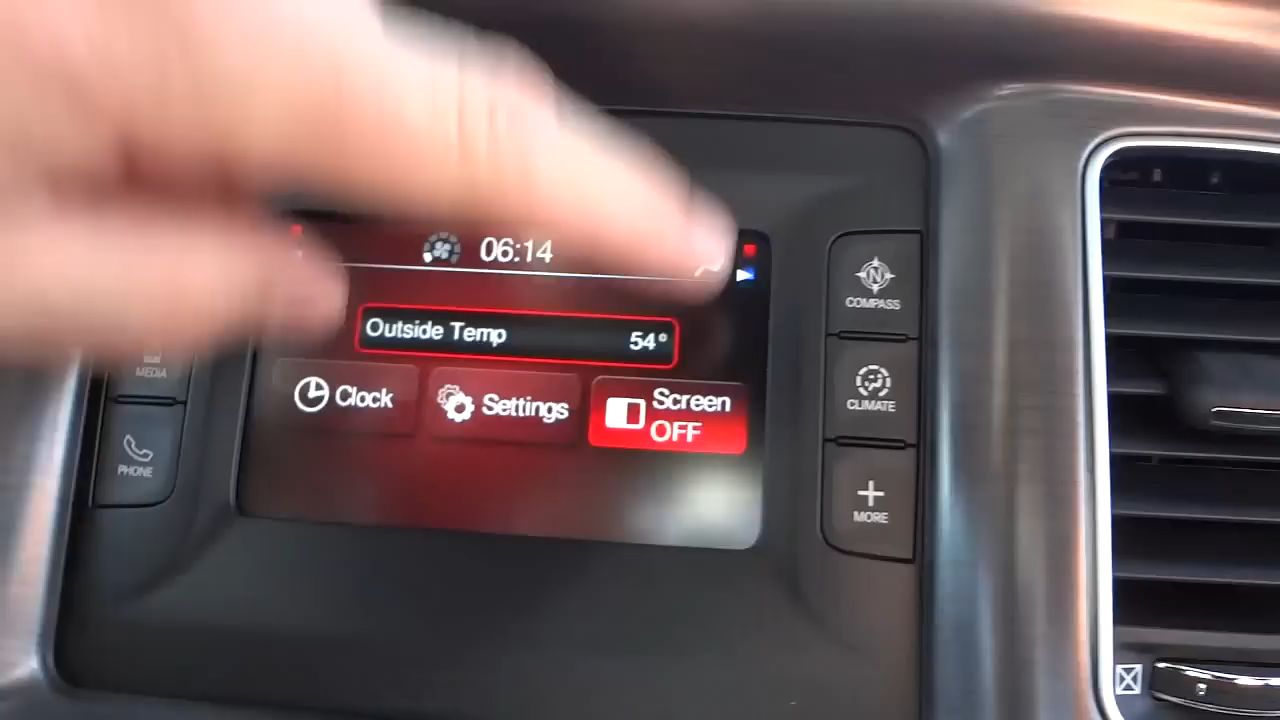 06:14
Outside Temp 54°
Clock
Settings
Screen
OFF
MEDIA
PHONE
N
COMPASS
CLIMATE
MORE